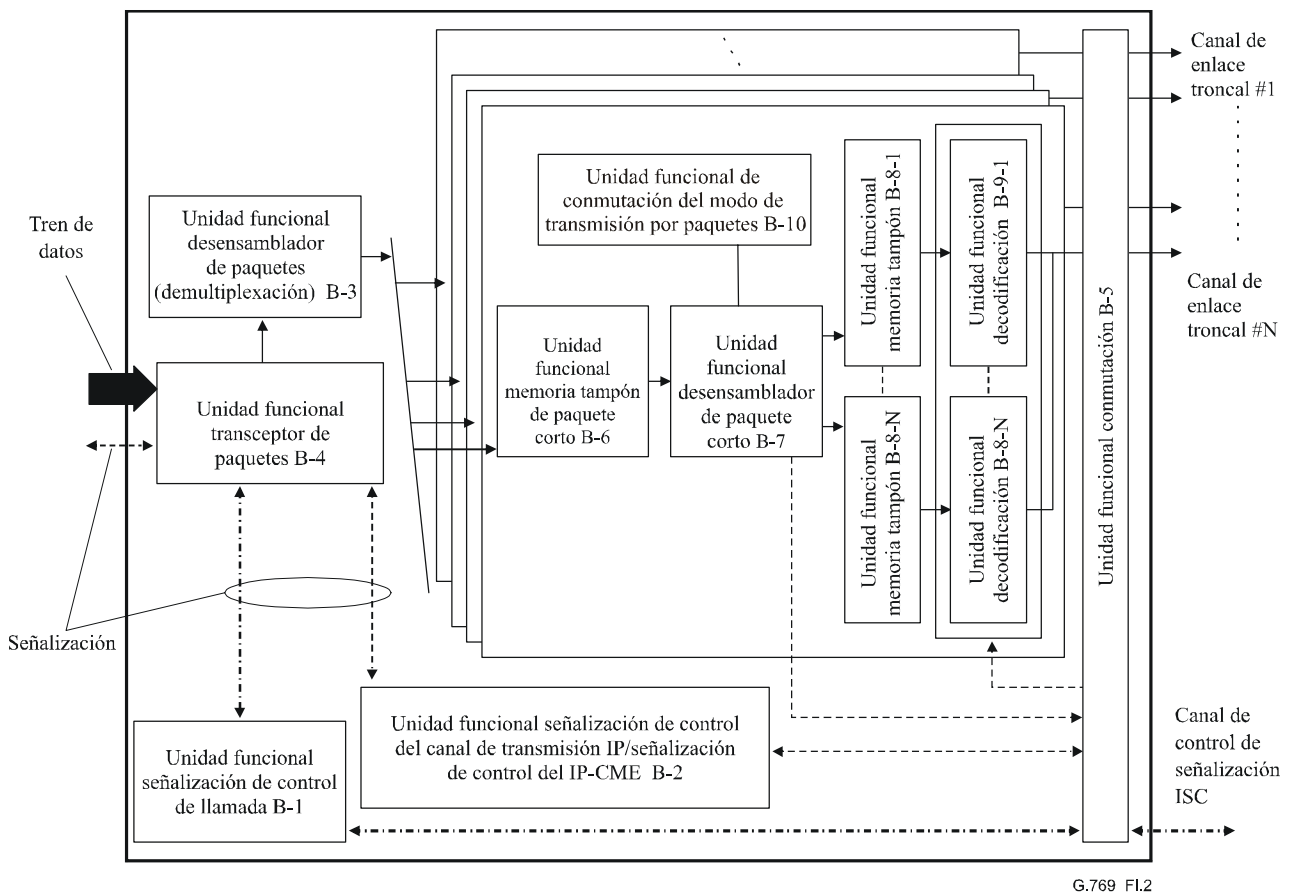 Canal de
enlace
troncal #1
Tren de
datos
Unidad funcional
desensamblador
de paquetes
(demultiplexación) B-3
Unidad funcional de
conmutación del modo de
transmisión por paquetes B-10
Unidad funcional
memoria tampón B-8-1
Unidad funcional
decodificación B-9-1
Canal de
enlace
troncal #N
Unidad funcional
transceptor de
paquetes B-4
Unidad
funcional
memoria tampón
de paquete
corto B-6
Unidad
funcional
desensamblador
de paquete
corto B-7
Unidad funcional
memoria tampón B-8-N
Unidad funcional
decodificación B-8-N
Unidad funcional conmutación B-5
Señalización
Unidad funcional señalización de control
del canal de transmisión IP/señalización
de control del IP-CME B-2
Unidad funcional
señalización de control
de llamada B-1
Canal de
control de
señalización
ISC
G.769 FI.2